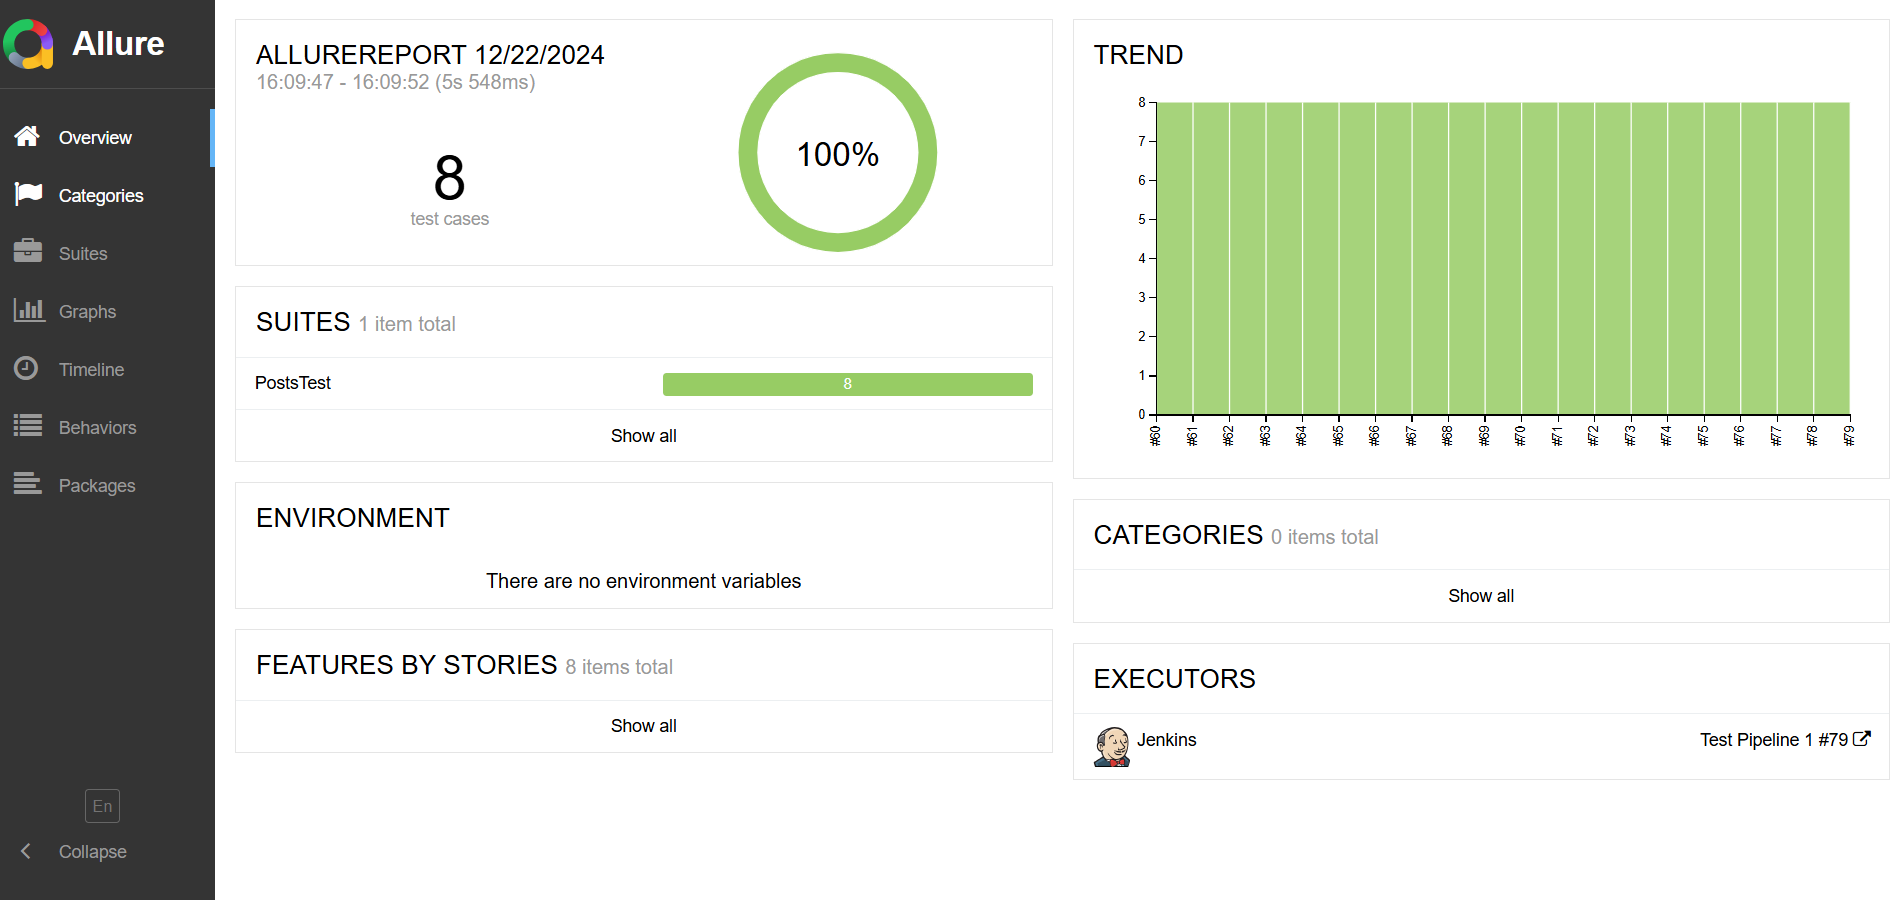 Allure
Overview
Categories
Suites
Graphs
Timeline
Behaviors
Packages
En
Collapse
ALLUREREPORT 12/22/2024
16:09:47 - 16:09:52 (5s 548ms)
8
test cases
100%
SUITES 1 item total
PostsTest 8
Show all
ENVIRONMENT
There are no environment variables
FEATURES BY STORIES 8 items total
Show all
TREND
8
7
6
5
4
3
2
1
0
#60 #61 #62 #63 #64 #65 #66 #67 #68 #69 #70 #71 #72 #73 #74 #75 #76 #77 #78 #79
CATEGORIES 0 items total
Show all
EXECUTORS
Jenkins Test Pipeline 1 #79